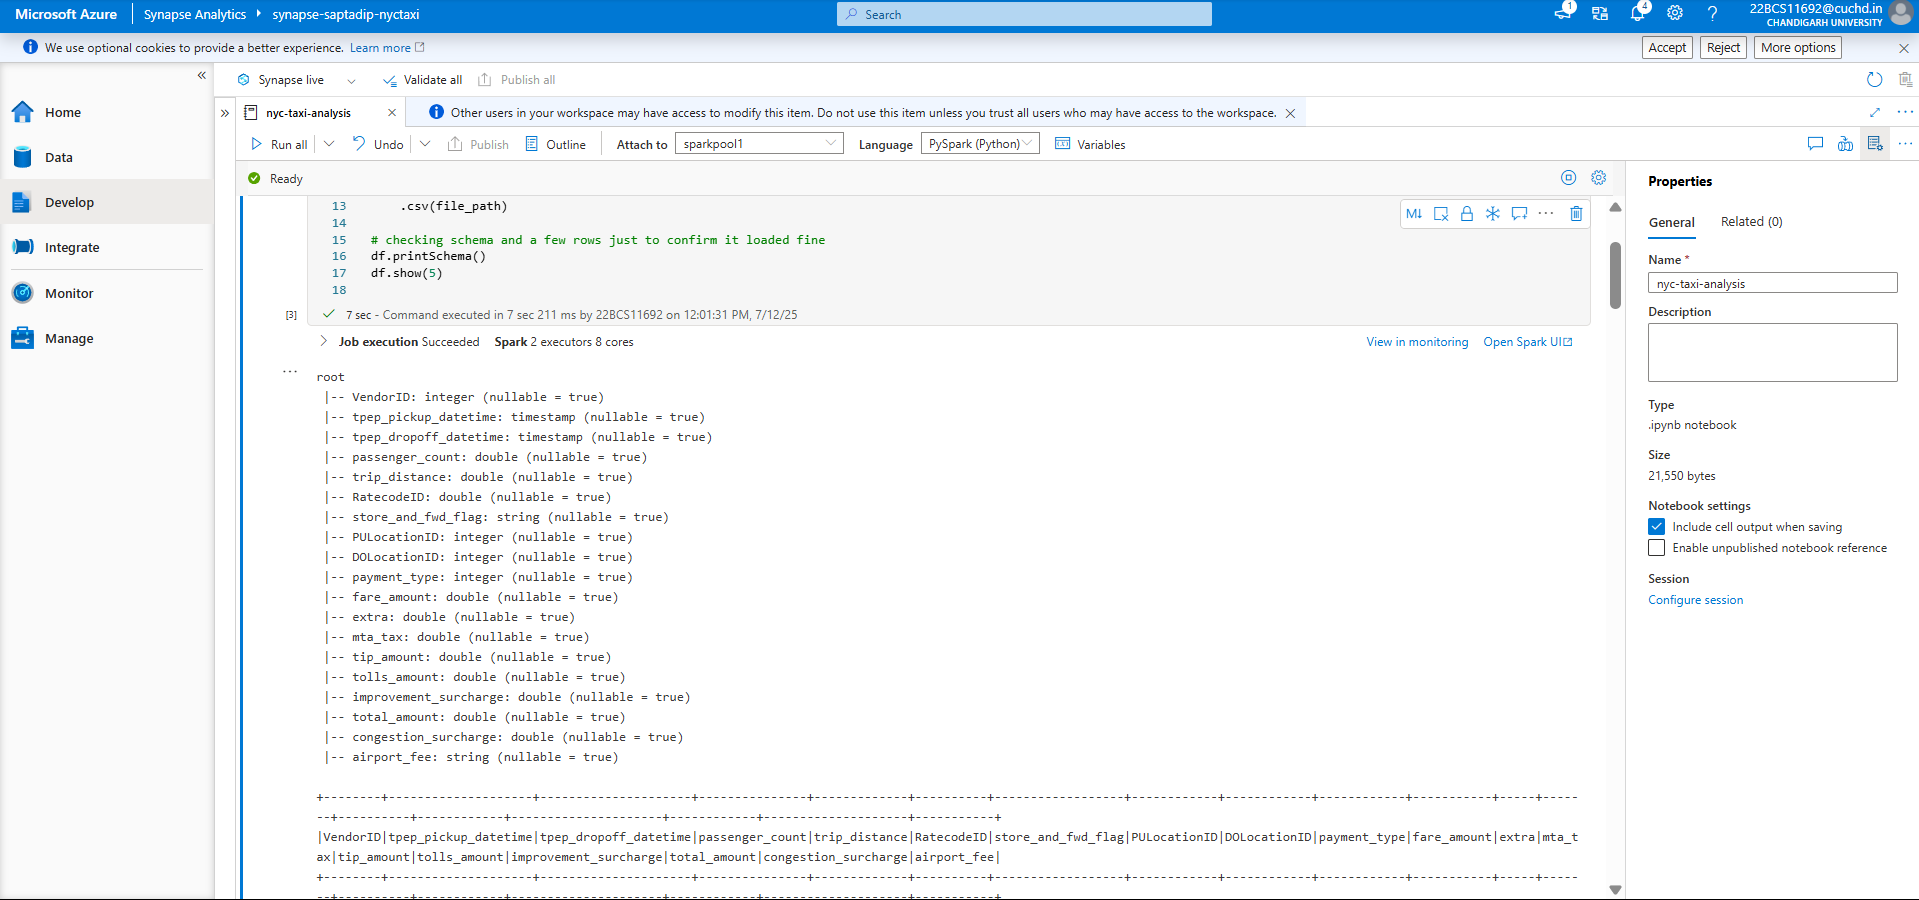 Microsoft Azure
Synapse Analytics
synapse-saptadip-nyctaxi
Search
1
4
22BCS11692@cuchd.in
CHANDIGARH UNIVERSITY
We use optional cookies to provide a better experience. Learn more
Accept
Reject
More options
Synapse live
Validate all
Publish all
Home
Data
Develop
Integrate
Monitor
Manage
nyc-taxi-analysis
Other users in your workspace may have access to modify this item. Do not use this item unless you trust all users who may have access to the workspace.
Run all
Undo
Publish
Outline
Attach to
sparkpool1
Language
PySpark (Python)
Variables
Ready
13 .csv(file_path)
14
15 # checking schema and a few rows just to confirm it loaded fine
16 df.printSchema()
17 df.show(5)
18
[3]
7 sec - Command executed in 7 sec 211 ms by 22BCS11692 on 12:01:31 PM, 7/12/25
Job execution Succeeded Spark 2 executors 8 cores
View in monitoring
Open Spark UI
root
|-- VendorID: integer (nullable = true)
|-- tpep_pickup_datetime: timestamp (nullable = true)
|-- tpep_dropoff_datetime: timestamp (nullable = true)
|-- passenger_count: double (nullable = true)
|-- trip_distance: double (nullable = true)
|-- RatecodeID: double (nullable = true)
|-- store_and_fwd_flag: string (nullable = true)
|-- PULocationID: integer (nullable = true)
|-- DOLocationID: integer (nullable = true)
|-- payment_type: integer (nullable = true)
|-- fare_amount: double (nullable = true)
|-- extra: double (nullable = true)
|-- mta_tax: double (nullable = true)
|-- tip_amount: double (nullable = true)
|-- tolls_amount: double (nullable = true)
|-- improvement_surcharge: double (nullable = true)
|-- total_amount: double (nullable = true)
|-- congestion_surcharge: double (nullable = true)
|-- airport_fee: string (nullable = true)
+--------+--------------------+---------------------+---------------+-------------+----------+------------------+------------+------------+------------+-----------+-----+-----
--+----------+------------+---------------------+------------+--------------------+-----------+
|VendorID|tpep_pickup_datetime|tpep_dropoff_datetime|passenger_count|trip_distance|RatecodeID|store_and_fwd_flag|PULocationID|DOLocationID|payment_type|fare_amount|extra|mta_t
ax|tip_amount|tolls_amount|improvement_surcharge|total_amount|congestion_surcharge|airport_fee|
+--------+--------------------+---------------------+---------------+-------------+----------+------------------+------------+------------+------------+-----------+-----+-----
--+----------+------------+---------------------+------------+--------------------+-----------+
Properties
General
Related (0)
Name *
nyc-taxi-analysis
Description
Type
.ipynb notebook
Size
21,550 bytes
Notebook settings
Include cell output when saving
Enable unpublished notebook reference
Session
Configure session